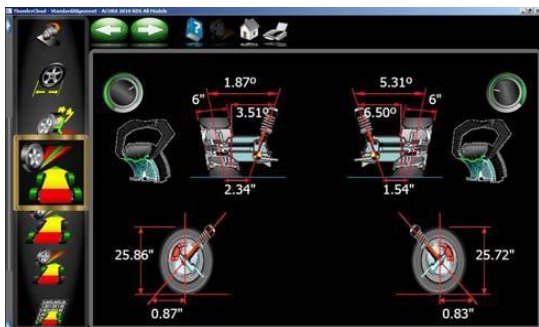 ThunderCloud - StandardAlignment - ACURA 2010 RDX All Models
1.87º
5.31º
6"
3.51º
6.50º
6"
2.34"
1.54"
25.86"
25.72"
0.87"
0.83"